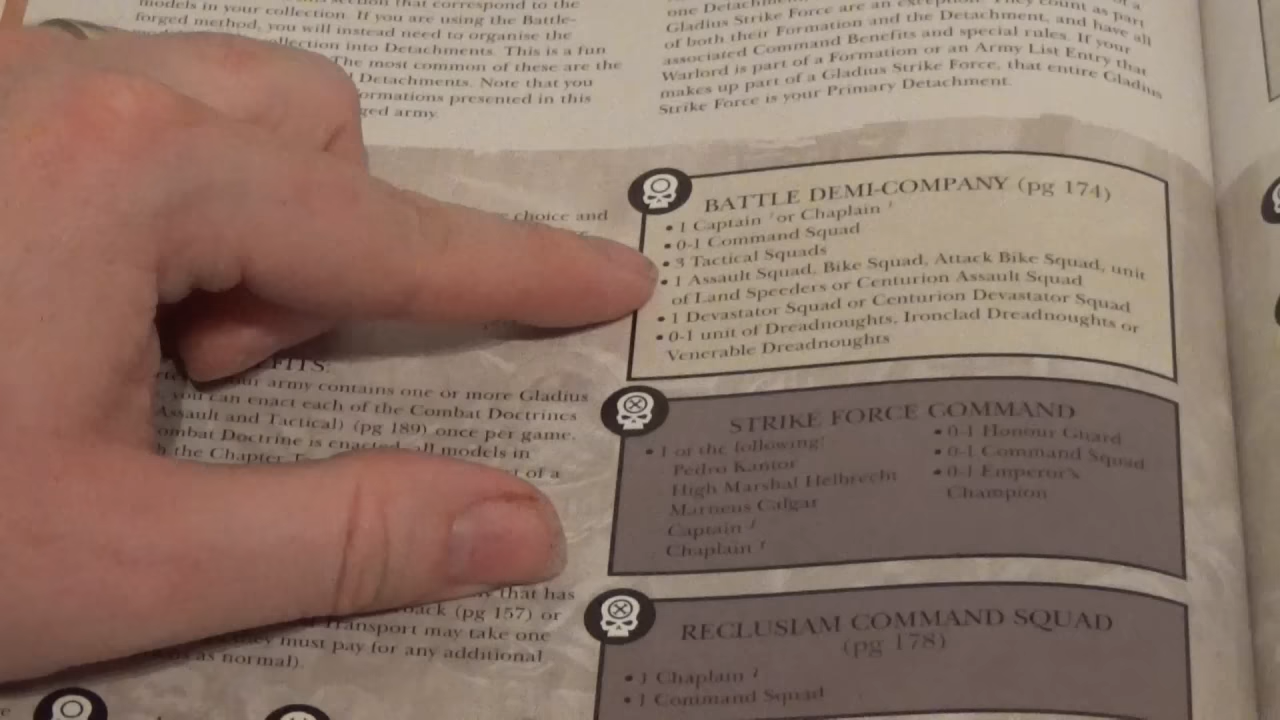 models in your collection. If you are using the Battle-
forged method, you will instead need to organise the
collection into Detachments. This is a fun
The most common of these are the
Detachments. Note that you
ormations presented in this
ged army.
Gladius Strike Force are an exception. They count as part
of both their Formation and the Detachment, and have all
associated Command Benefits and special rules. If your
Warlord is part of a Formation or an Army List Entry that
makes up part of a Gladius Strike Force, that entire Gladius
Strike Force is your Primary Detachment.
choice and
FITS:
your army contains one or more Gladius
you can enact each of the Combat Doctrines
Assault and Tactical) (pg 189) once per game.
ombat Doctrine is enacted, all models in
the Chapter
t of a
that has
(pg 157) or
Transport may take one
must pay for any additional
as normal).
BATTLE DEMI-COMPANY (pg 174)
• 1 Captain or Chaplain
• 0-1 Command Squad
• 3 Tactical Squads
• 1 Assault Squad, Bike Squad, Attack Bike Squad, unit
of Land Speeders or Centurion Assault Squad
• 1 Devastator Squad or Centurion Devastator Squad
• 0-1 unit of Dreadnoughts, Ironclad Dreadnoughts or
Venerable Dreadnoughts
STRIKE FORCE COMMAND
• 1 of the following:
Pedro Kantor
High Marshal Helbrecht
Marneus Calgar
Captain
Chaplain
• 0-1 Honour Guard
• 0-1 Command Squad
• 0-1 Emperor's
Champion
RECLUSIAM COMMAND SQUAD
(pg 178)
• 1 Chaplain
• 1 Command Squad